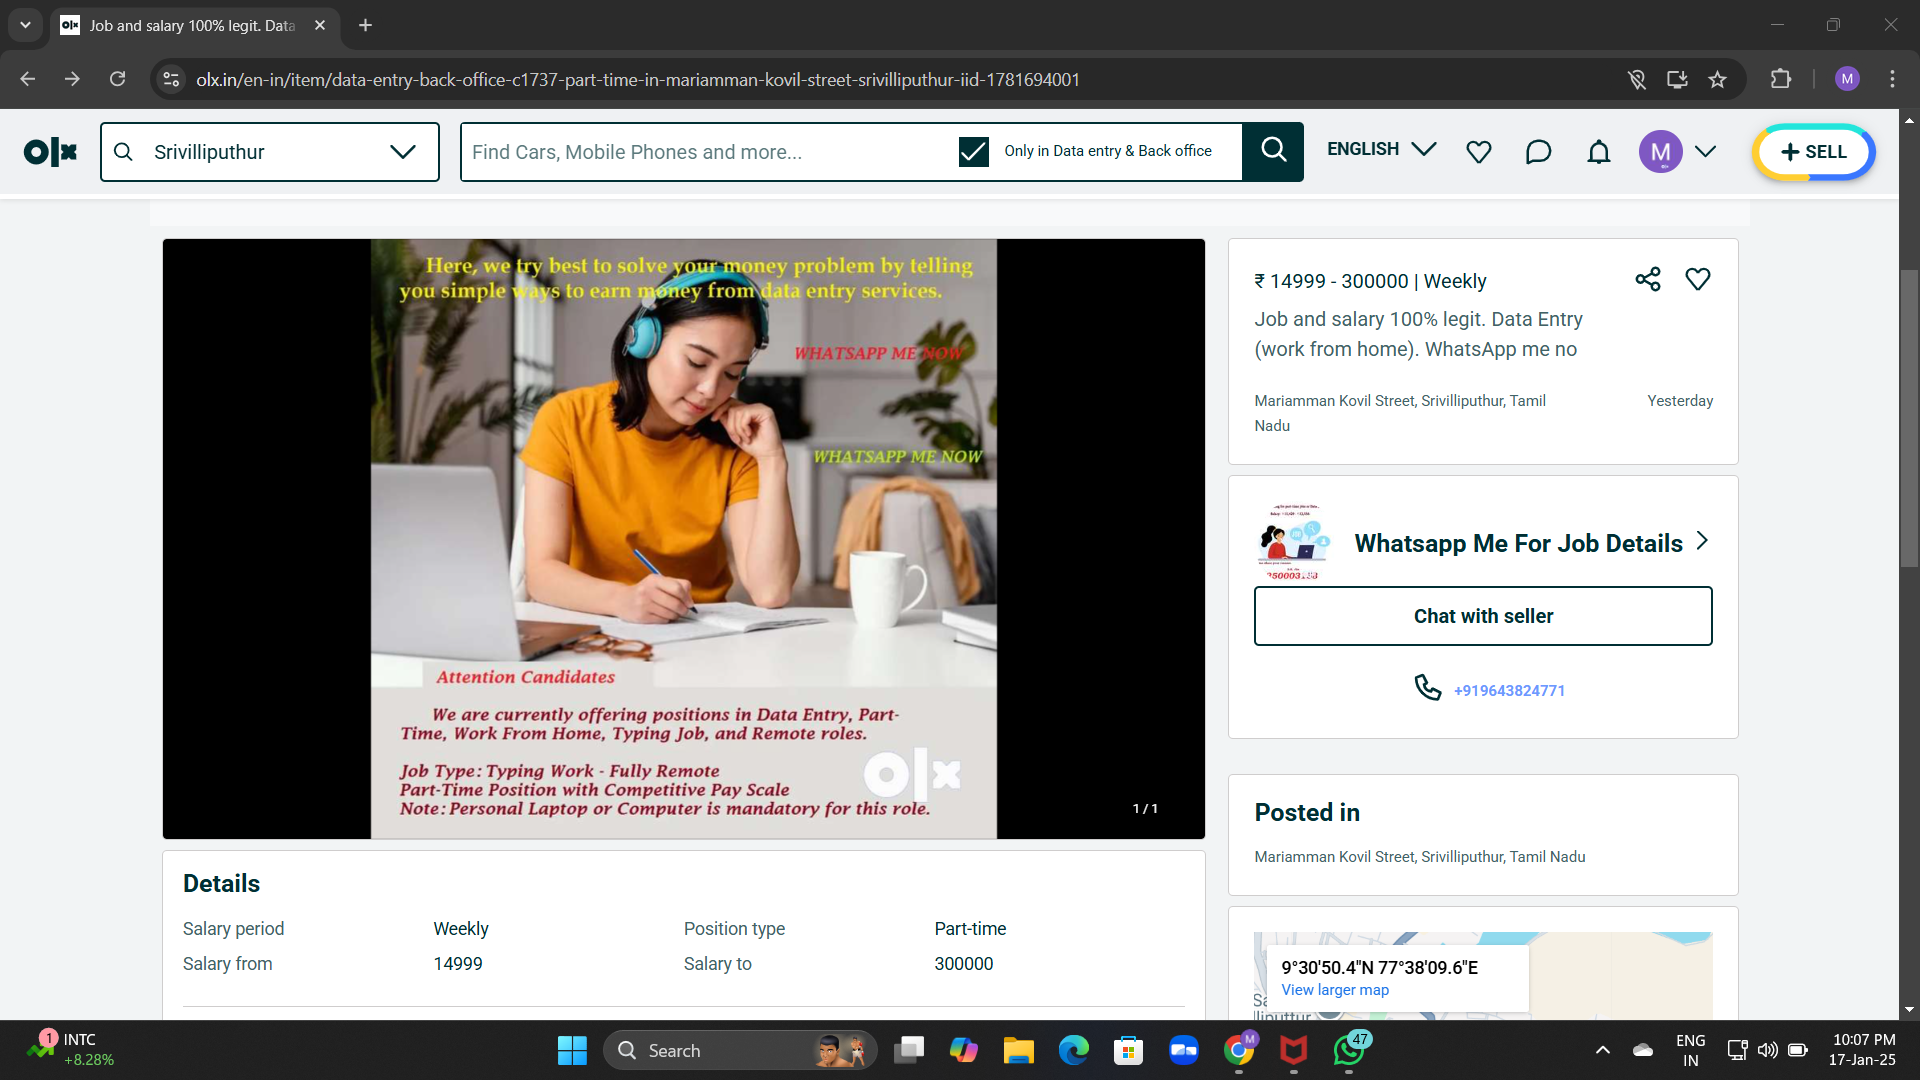 Job and salary 100% legit. Data
olx.in/en-in/item/data-entry-back-office-c1737-part-time-in-mariamman-kovil-street-srivilliputhur-iid-1781694001
M
olx
Srivilliputhur
Find Cars, Mobile Phones and more...
Only in Data entry & Back office
ENGLISH
M
+ SELL
Here, we try best to solve your money problem by telling
you simple ways to earn money from data entry services.
WHATSAPP ME NOW
WHATSAPP ME NOW
Attention Candidates
We are currently offering positions in Data Entry, Part-
Time, Work From Home, Typing Job, and Remote roles.
Job Type: Typing Work - Fully Remote
Part-Time Position with Competitive Pay Scale
Note: Personal Laptop or Computer is mandatory for this role.
olx
1 / 1
₹ 14999 - 300000 | Weekly
Job and salary 100% legit. Data Entry
(work from home). WhatsApp me no
Mariamman Kovil Street, Srivilliputhur, Tamil
Nadu
Yesterday
Whatsapp Me For Job Details
Chat with seller
+919643824771
Posted in
Mariamman Kovil Street, Srivilliputhur, Tamil Nadu
9°30'50.4"N 77°38'09.6"E
View larger map
Details
Salary period Weekly Position type Part-time
Salary from 14999 Salary to 300000
1
INTC
+8.28%
Search
M
47
ENG
IN
10:07 PM
17-Jan-25